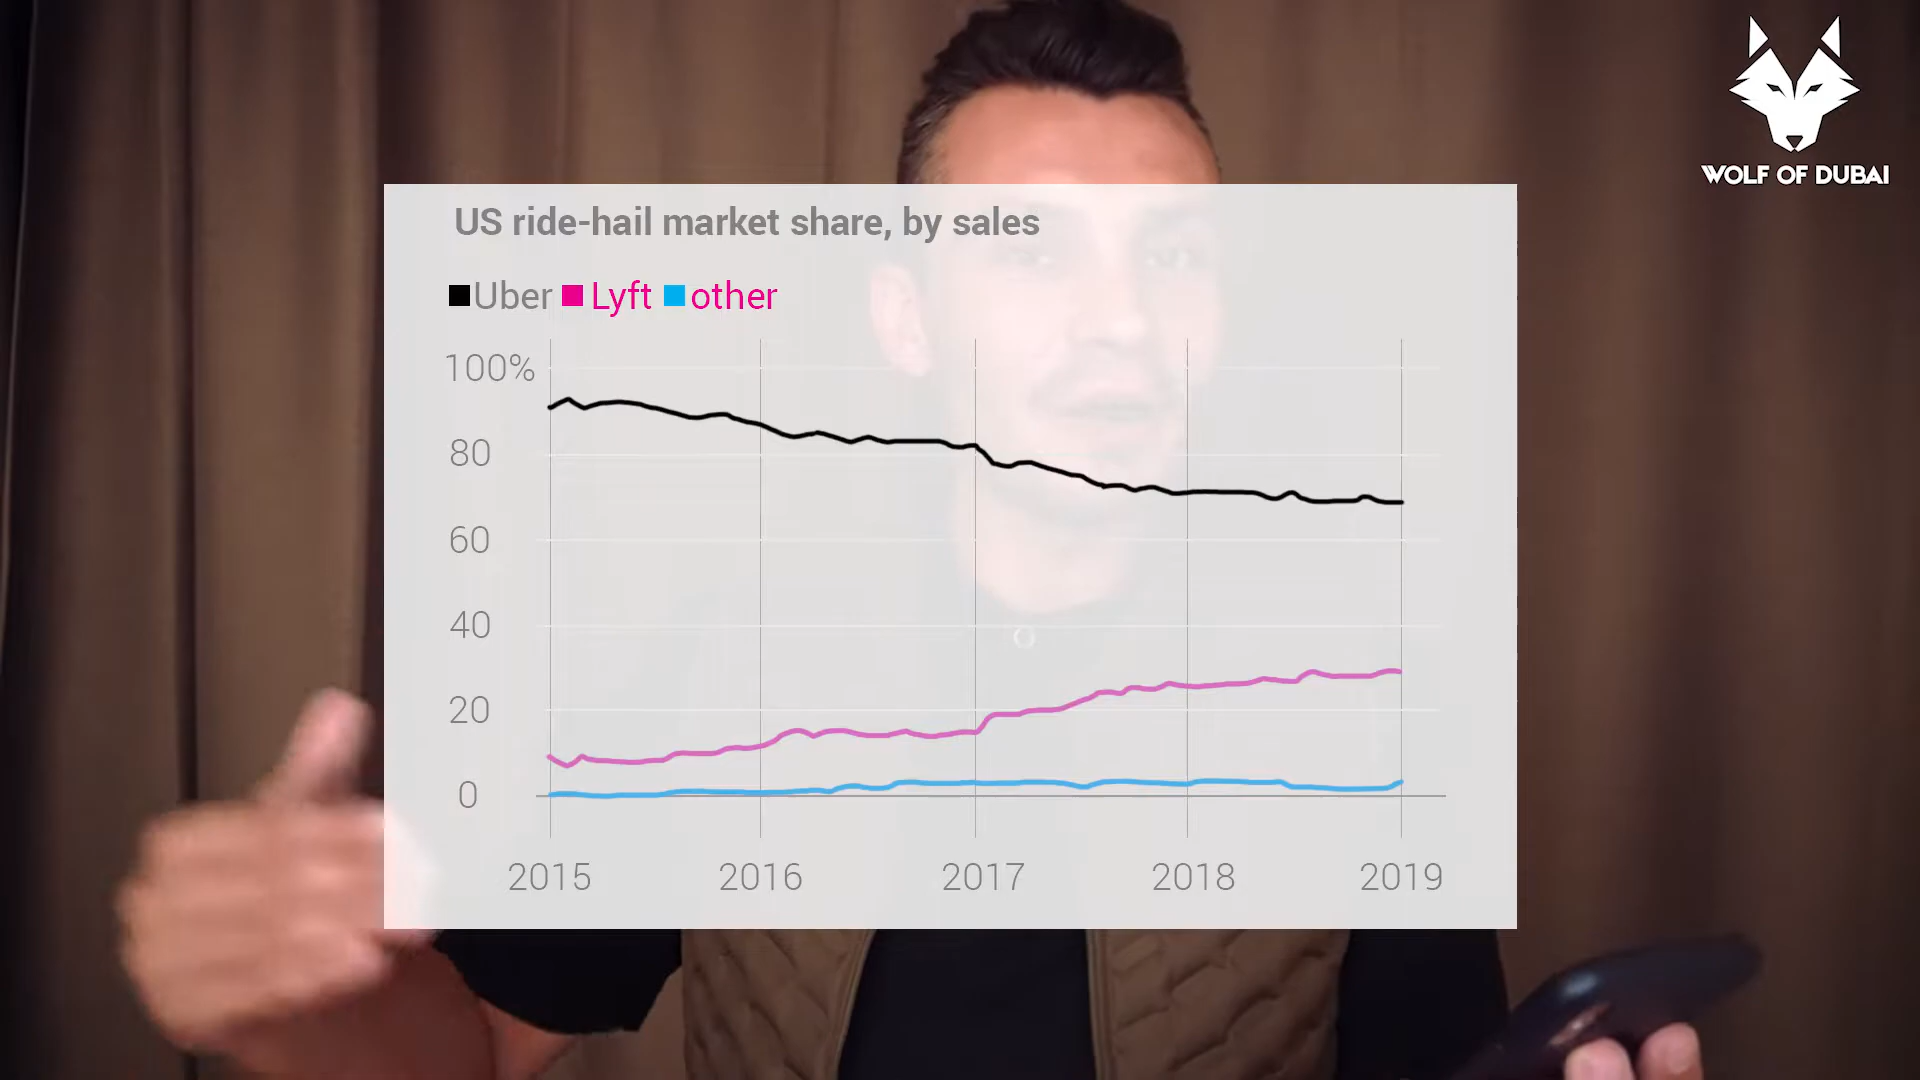 WOLF OF DUBAI
US ride-hail market share, by sales
Uber Lyft other
100%
80
60
40
20
0
2015 2016 2017 2018 2019